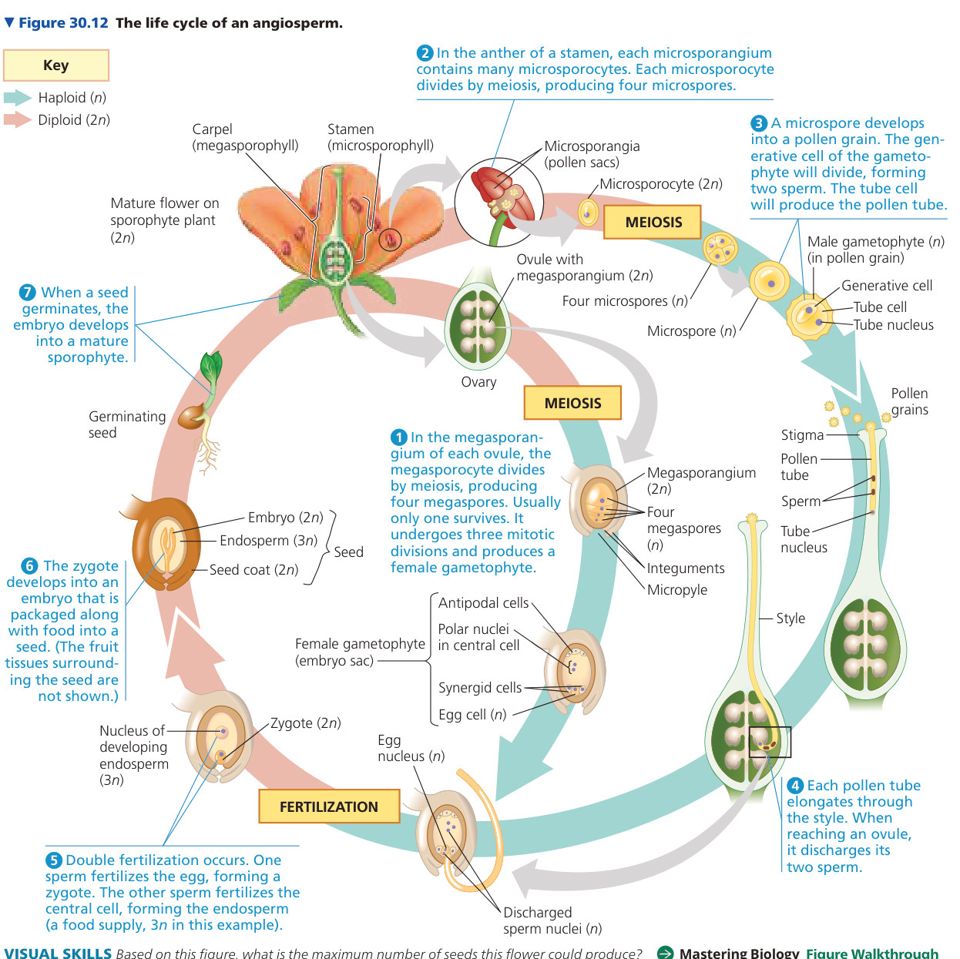 ▼ Figure 30.12 The life cycle of an angiosperm.
Key
Haploid (n)
Diploid (2n)
2 In the anther of a stamen, each microsporangium
contains many microsporocytes. Each microsporocyte
divides by meiosis, producing four microspores.
3 A microspore develops
into a pollen grain. The gen-
erative cell of the gameto-
phyte will divide, forming
two sperm. The tube cell
will produce the pollen tube.
Carpel
(megasporophyll)
Stamen
(microsporophyll)
Microsporangia
(pollen sacs)
Microsporocyte (2n)
MEIOSIS
Mature flower on
sporophyte plant
(2n)
Ovule with
megasporangium (2n)
Four microspores (n)
Microspore (n)
Male gametophyte (n)
(in pollen grain)
Generative cell
Tube cell
Tube nucleus
7 When a seed
germinates, the
embryo develops
into a mature
sporophyte.
Ovary
MEIOSIS
Germinating
seed
Pollen
grains
Stigma
Pollen
tube
Sperm
Tube
nucleus
1 In the megasporan-
gium of each ovule, the
megasporocyte divides
by meiosis, producing
four megaspores. Usually
only one survives. It
undergoes three mitotic
divisions and produces a
female gametophyte.
Megasporangium
(2n)
Four
megaspores
(n)
Integuments
Micropyle
Embryo (2n)
Endosperm (3n)
Seed coat (2n)
Seed
6 The zygote
develops into an
embryo that is
packaged along
with food into a
seed. (The fruit
tissues surround-
ing the seed are
not shown.)
Antipodal cells
Polar nuclei
in central cell
Synergid cells
Egg cell (n)
Female gametophyte
(embryo sac)
Style
Nucleus of
developing
endosperm
(3n)
Zygote (2n)
Egg
nucleus (n)
FERTILIZATION
4 Each pollen tube
elongates through
the style. When
reaching an ovule,
it discharges its
two sperm.
5 Double fertilization occurs. One
sperm fertilizes the egg, forming a
zygote. The other sperm fertilizes the
central cell, forming the endosperm
(a food supply, 3n in this example).
Discharged
sperm nuclei (n)
VISUAL SKILLS Based on this figure, what is the maximum number of seeds this flower could produce?
Mastering Biology Figure Walkthrough